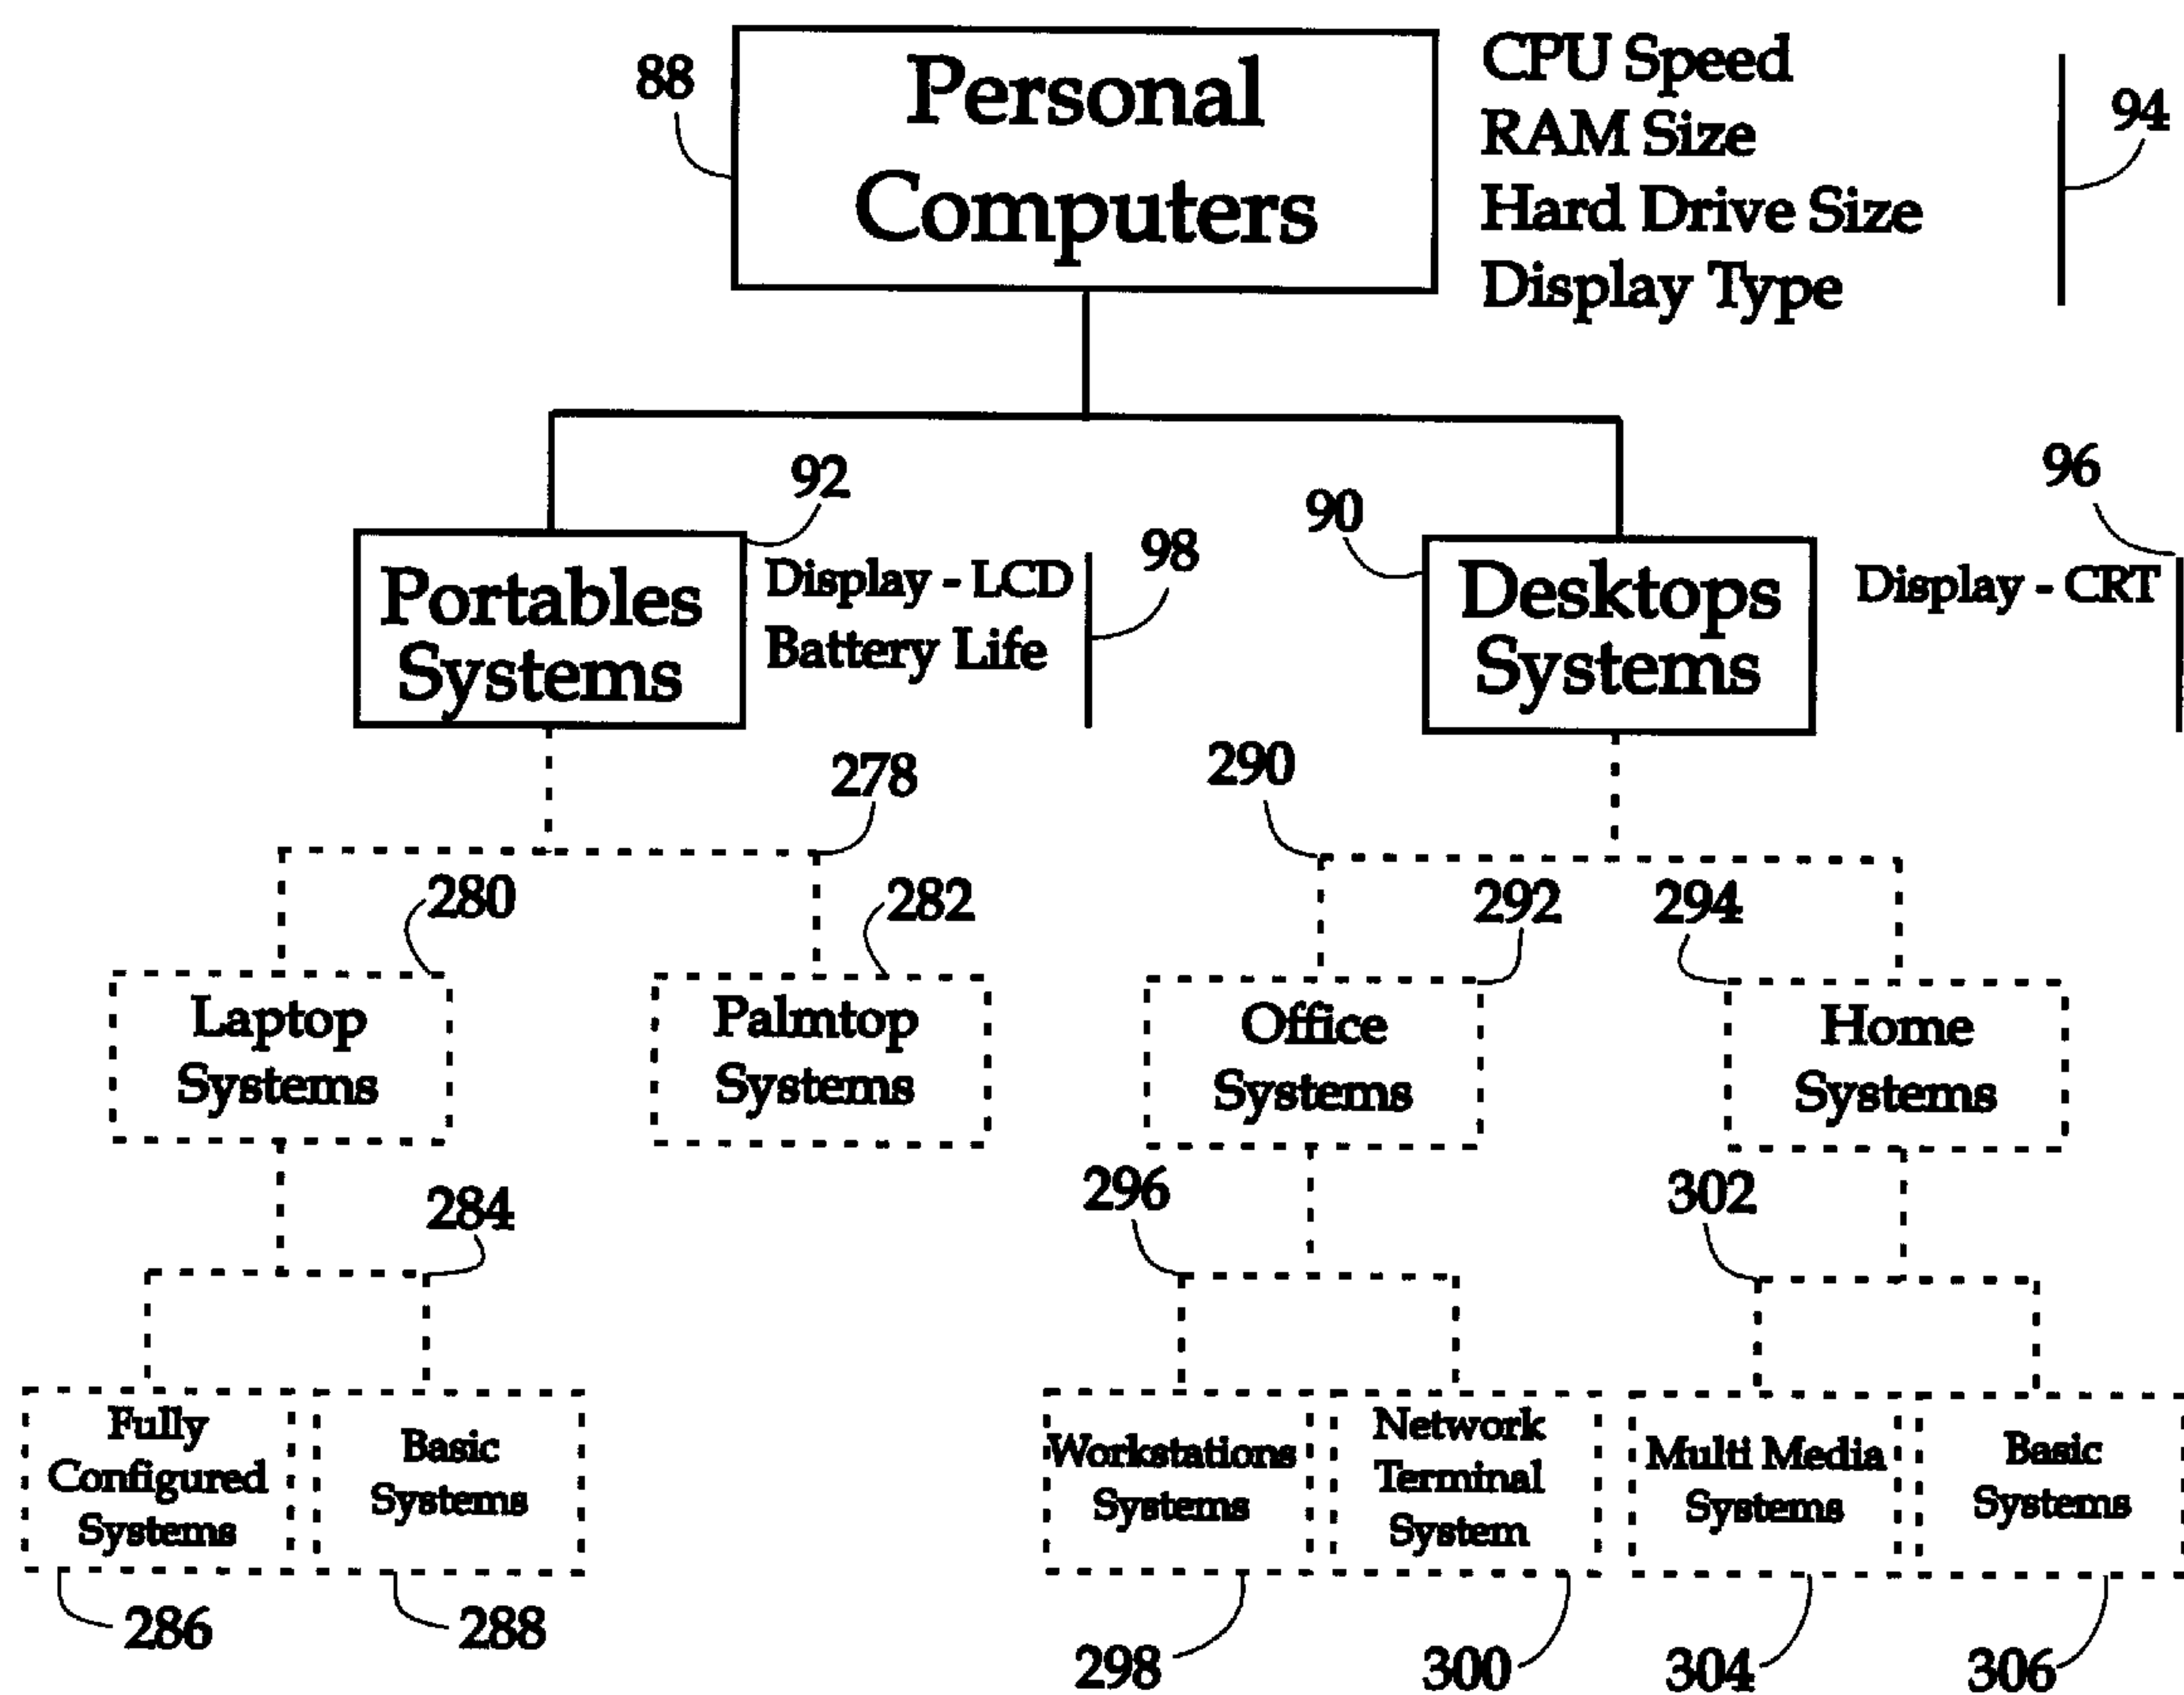 88
Personal
Computers
CPU Speed
RAM Size
Hard Drive Size
Display Type
94
92
Portables
Systems
Display - LCD
Battery Life
98
90
Desktops
Systems
Display - CRT
96
278
290
280
282
292
294
Laptop
Systems
Palmtop
Systems
Office
Systems
Home
Systems
284
296
302
Fully
Configured
Systems
Basic
Systems
Workstations
Systems
Network
Terminal
System
Multi Media
Systems
Basic
Systems
286
288
298
300
304
306